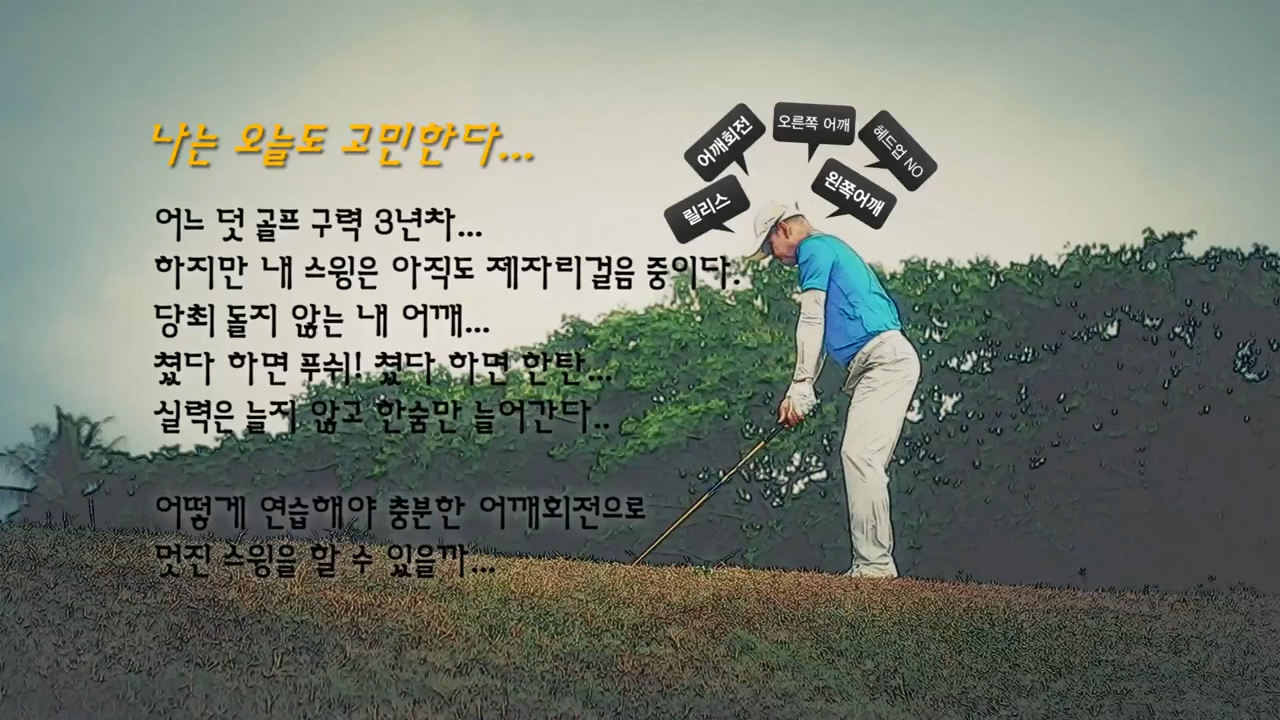 나는 오늘도 고민한다...
어느 덧 골프 구력 3년차...
하지만 내 스윙은 아직도 제자리걸음 중이다.
당최 돌지 않는 내 어깨...
쳤다 하면 푸쉬! 쳤다 하면 한탄...
실력은 늘지 않고 한숨만 늘어간다..
어떻게 연습해야 충분한 어깨회전으로
멋진 스윙을 할 수 있을까...
릴리스
어깨회전
오른쪽 어깨
헤드업 NO
왼쪽어깨